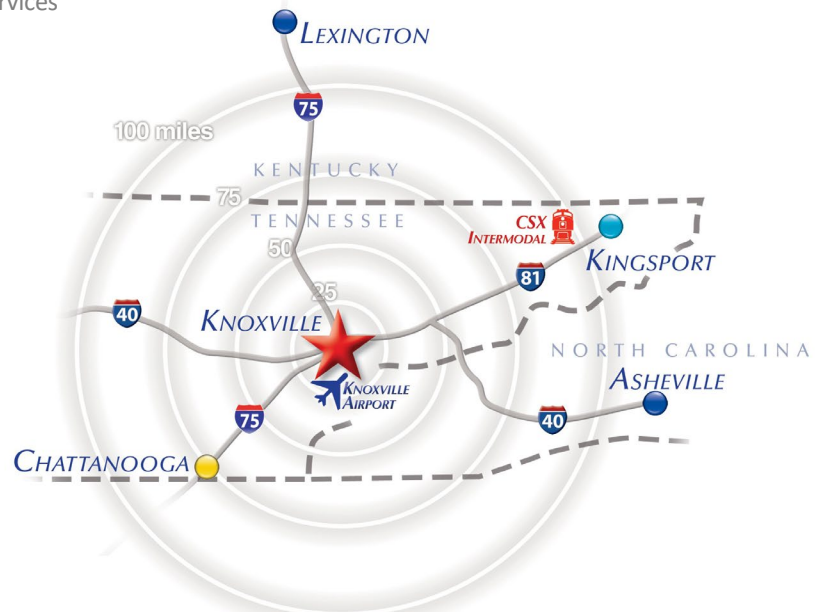 LEXINGTON
75
100 miles
KENTUCKY
75
TENNESSEE
CSX
INTERMODAL
50
KINGSPORT
81
25
40
KNOXVILLE
NORTH CAROLINA
ASHEVILLE
KNOXVILLE
AIRPORT
75
40
CHATTANOOGA